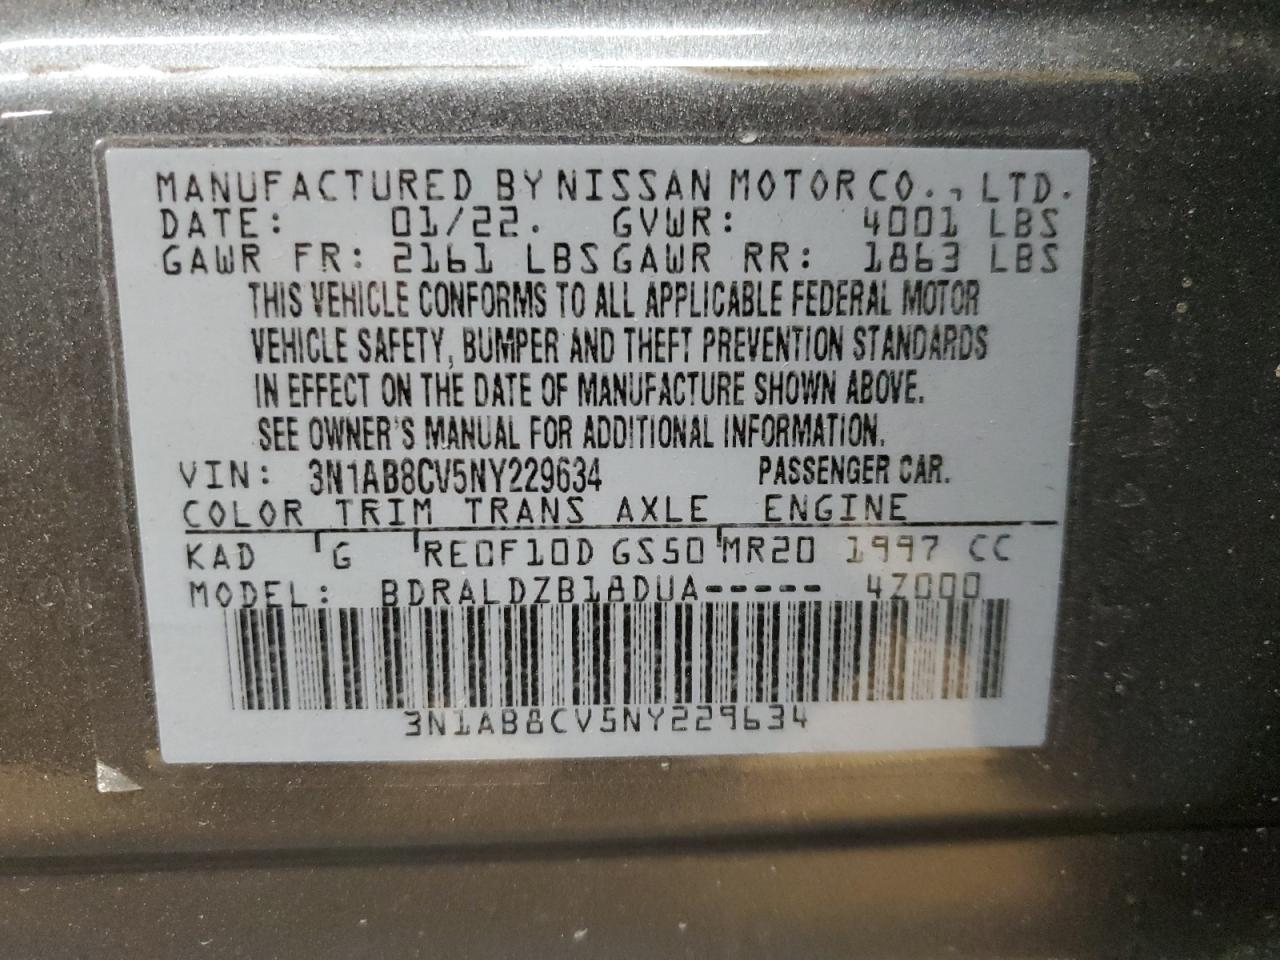 MANUFACTURED BY NISSAN MOTOR CO., LTD.
DATE: 01/22. GVWR: 4001 LBS
GAWR FR: 2161 LBS GAWR RR: 1863 LBS
THIS VEHICLE CONFORMS TO ALL APPLICABLE FEDERAL MOTOR
VEHICLE SAFETY, BUMPER AND THEFT PREVENTION STANDARDS
IN EFFECT ON THE DATE OF MANUFACTURE SHOWN ABOVE.
SEE OWNER'S MANUAL FOR ADDITIONAL INFORMATION.
VIN: 3N1AB8CV5NY229634 PASSENGER CAR.
COLOR TRIM TRANS AXLE ENGINE
KAD G RE0F10D GS50 MR20 1997 CC
MODEL: BDRALDZB18DUA----- 4Z000
3N1AB8CV5NY229634